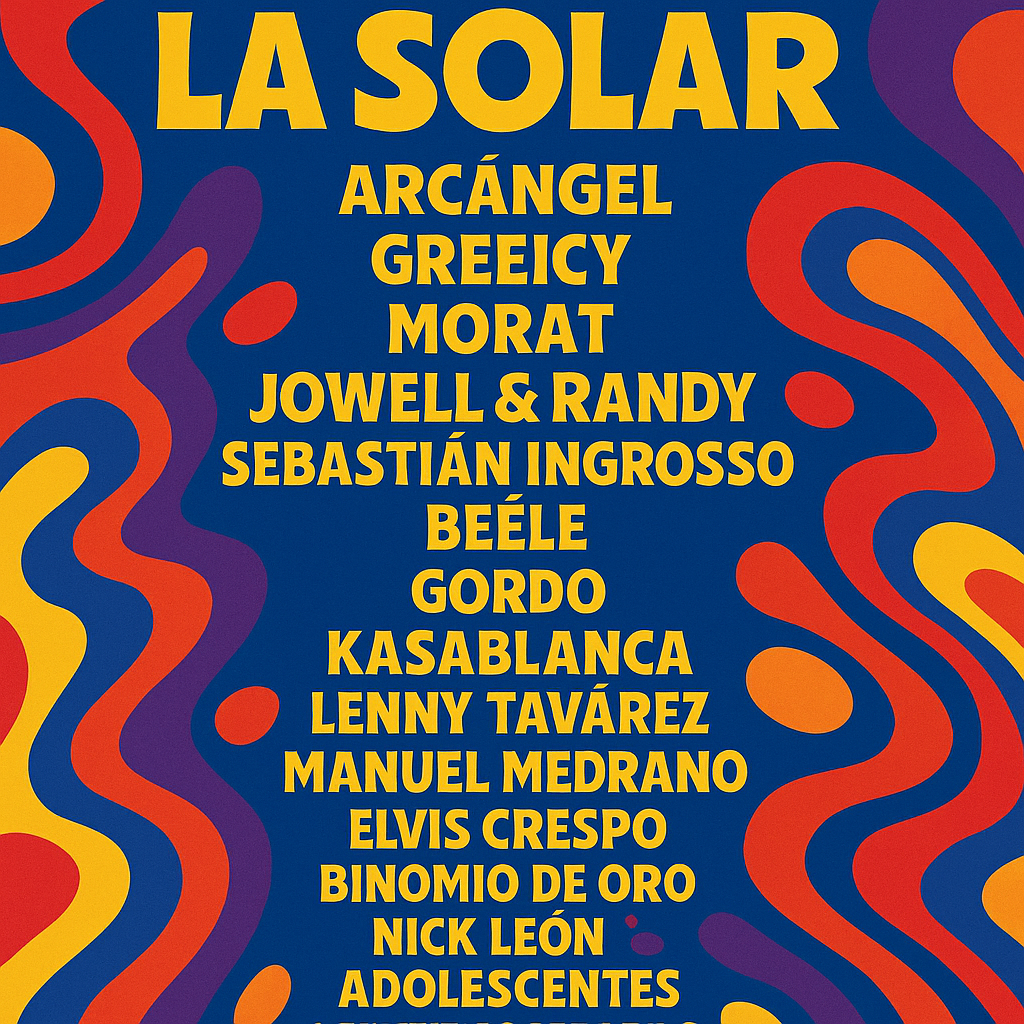 LA SOLAR
ARCÁNGEL
GREEICY
MORAT
JOWELL & RANDY
SEBASTIÁN INGROSSO
BEÉLE
GORDO
KASABLANCA
LENNY TAVÁREZ
MANUEL MEDRANO
ELVIS CRESPO
BINOMIO DE ORO
NICK LEÓN
ADOLESCENTES